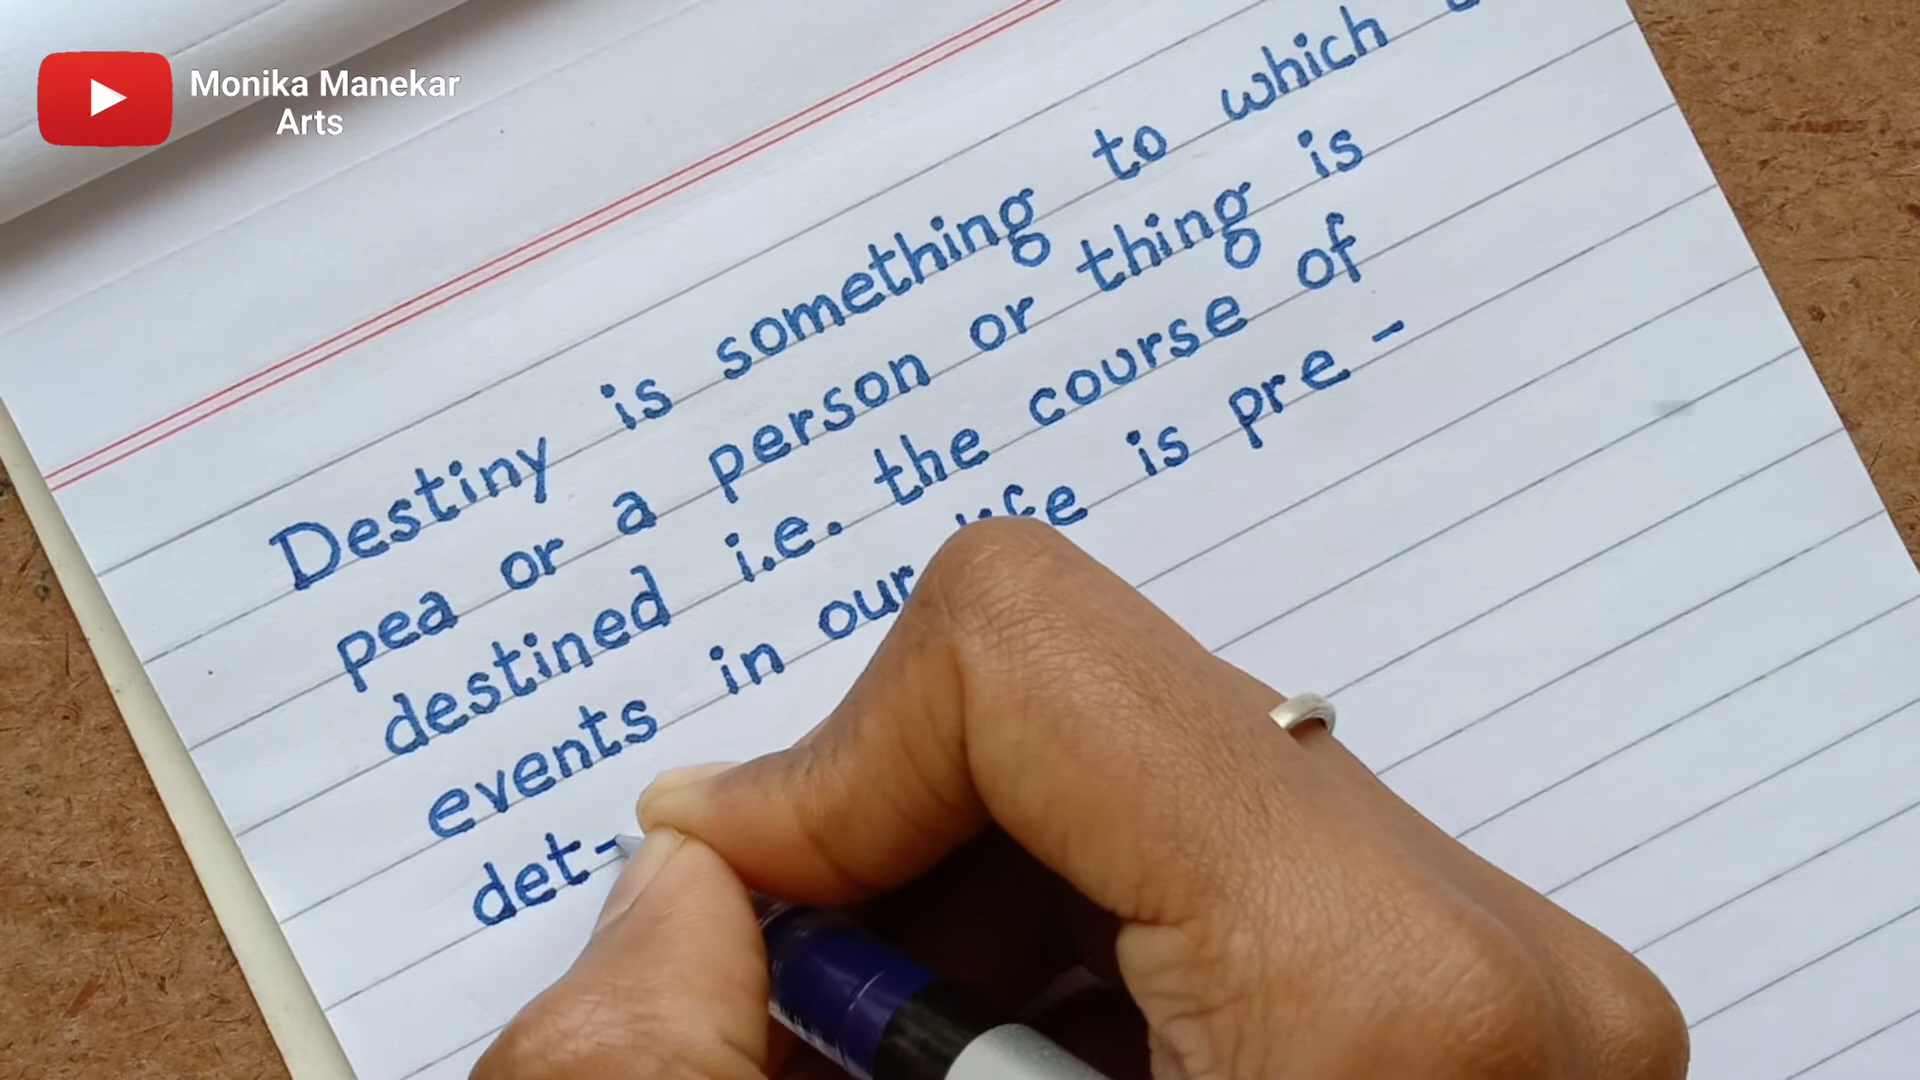 Monika Manekar
Arts
Destiny is something to which
pea or a person or thing is
destined i.e. the course of
events in our life is pre-
det-